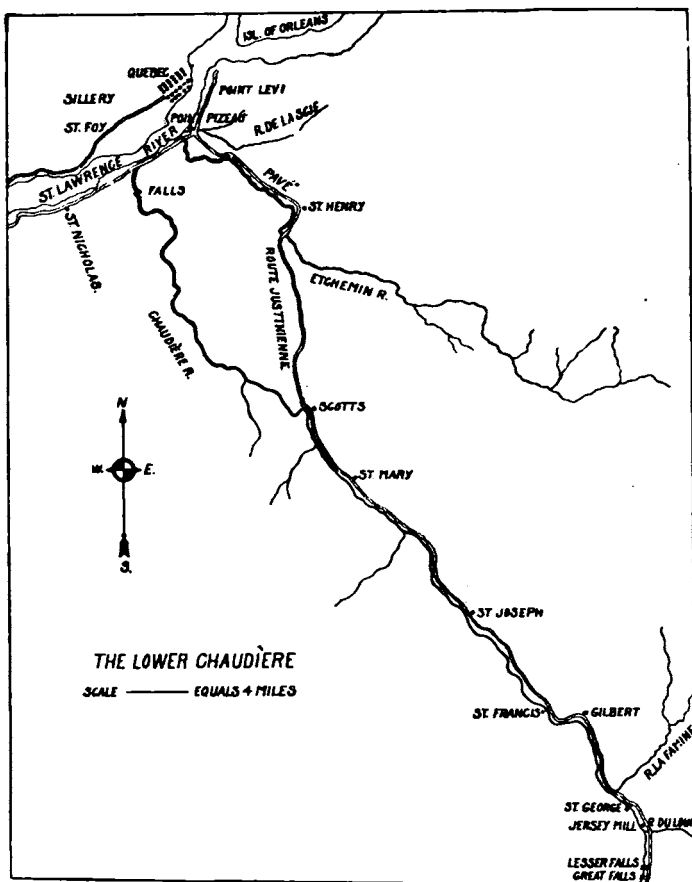 ISL. OF ORLEANS
QUEBEC
POINT LEVI
SILLERY
ST. FOY
POINT PIZEAG
R. DE LA SCIE
ST. LAWRENCE RIVER
PAVÉ
FALLS
ST. HENRY
ST. NICHOLAS.
ROUTE JUSTINIENNE
ETCHEMIN R.
CHAUDIÈRE R.
SCOTTS
N
W. E.
S.
ST. MARY
ST JOSEPH
THE LOWER CHAUDIÈRE
SCALE EQUALS 4 MILES
ST. FRANCIS
GILBERT
R. LA FAMINE
ST. GEORGE
JERSEY MILL
R. DU LOUP
LESSER FALLS
GREAT FALLS